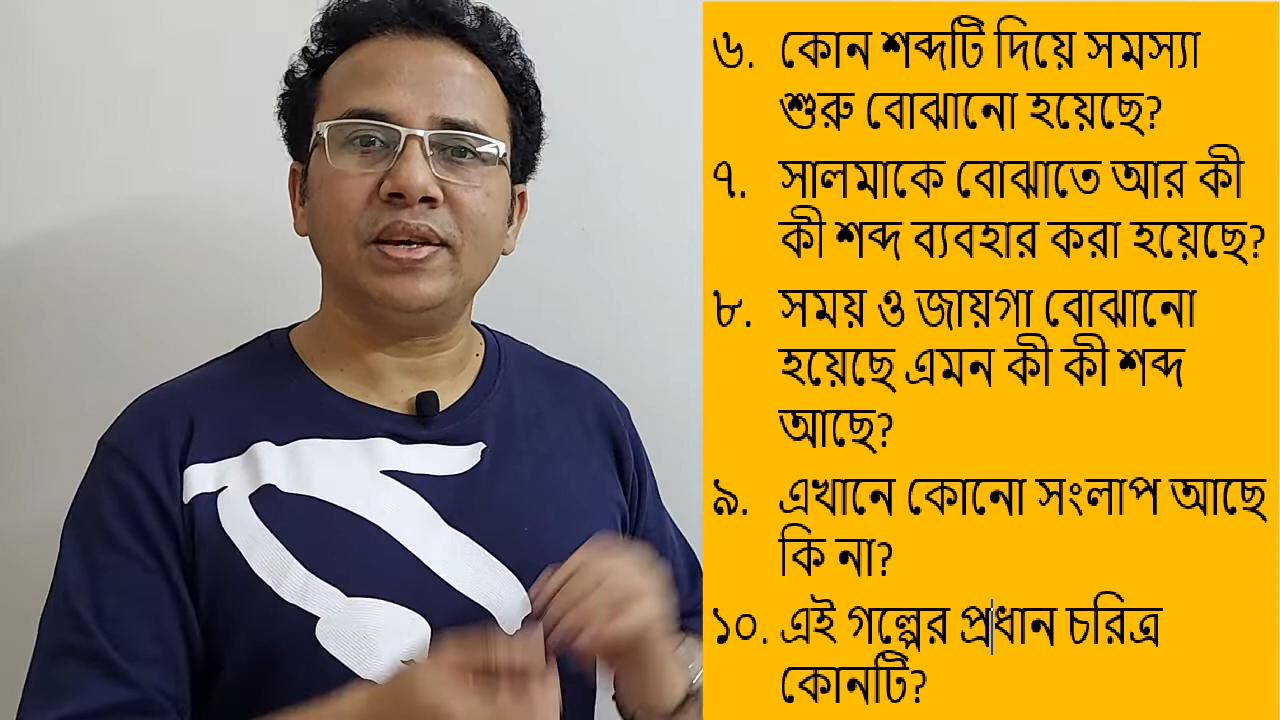 ৬. কোন শব্দটি দিয়ে সমস্যা
শুরু বোঝানো হয়েছে?
৭. সালমাকে বোঝাতে আর কী
কী শব্দ ব্যবহার করা হয়েছে?
৮. সময় ও জায়গা বোঝানো
হয়েছে এমন কী কী শব্দ
আছে?
৯. এখানে কোনো সংলাপ আছে
কি না?
১০. এই গল্পের প্রধান চরিত্র
কোনটি?